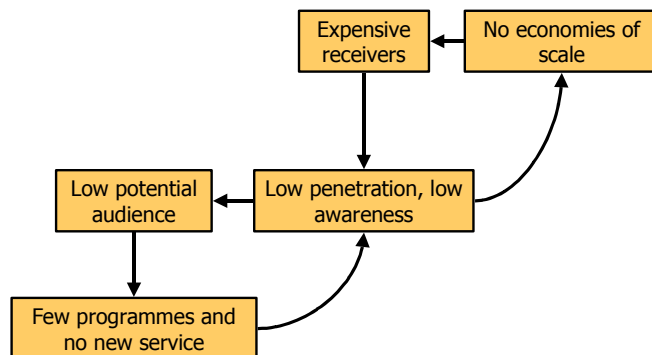 Expensive
receivers
No economies of
scale
Low potential
audience
Low penetration, low
awareness
Few programmes and
no new service